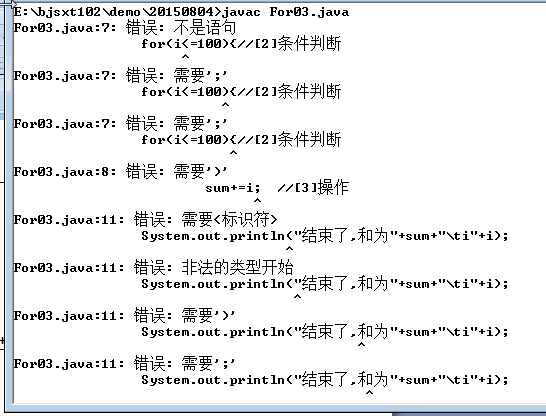 E:\bjsxt102\demo\20150804>javac For03.java
For03.java:7: 错误: 不是语句
for(i<=100){//[2]条件判断
^
For03.java:7: 错误: 需要';'
for(i<=100){//[2]条件判断
^
For03.java:7: 错误: 需要';'
for(i<=100){//[2]条件判断
^
For03.java:8: 错误: 需要')'
sum+=i;  //[3]操作
^
For03.java:11: 错误: 需要<标识符>
System.out.println("结束了,和为"+sum+"\ti"+i);
^
For03.java:11: 错误: 非法的类型开始
System.out.println("结束了,和为"+sum+"\ti"+i);
^
For03.java:11: 错误: 需要')'
System.out.println("结束了,和为"+sum+"\ti"+i);
^
For03.java:11: 错误: 需要';'
System.out.println("结束了,和为"+sum+"\ti"+i);
^